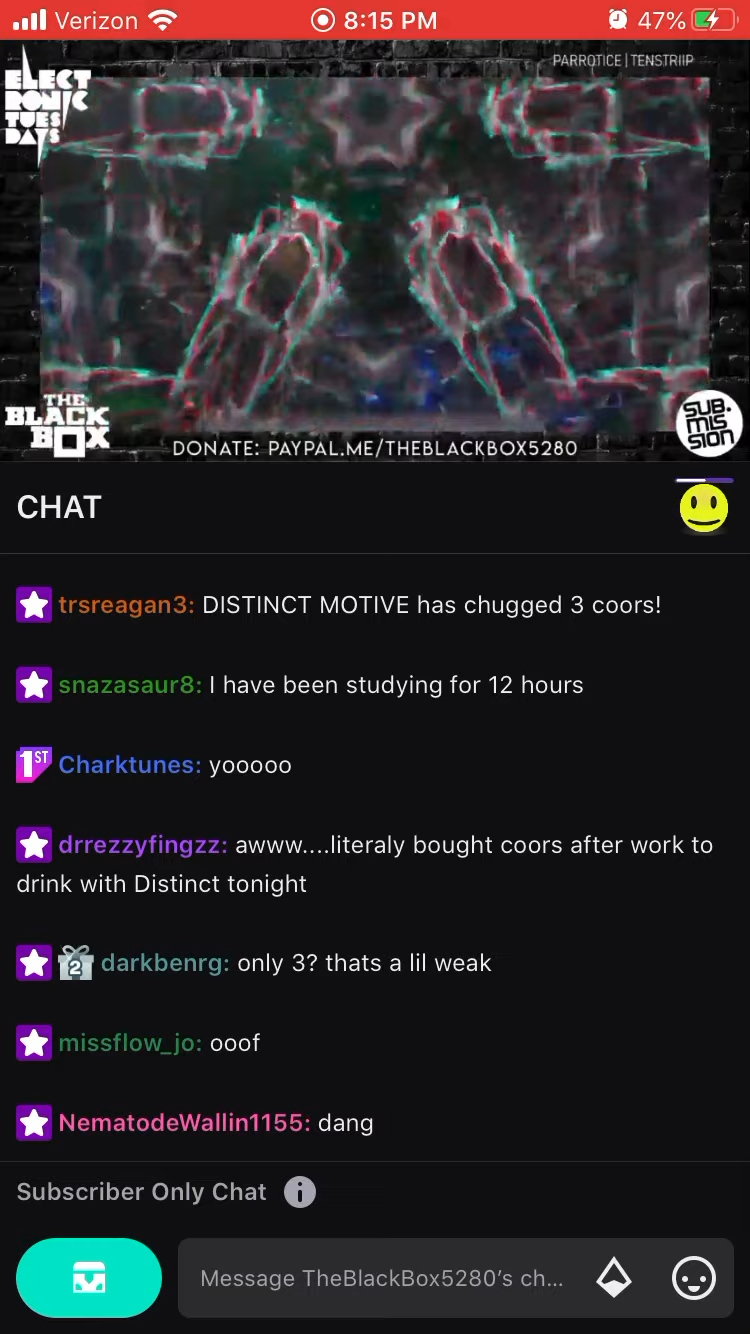 Verizon 8:15 PM 47%
PARROTICE | TENSTRIIP
ELECT
RONIC
TUES
DAYS
THE
BLACK
BOX
SUB.
MIS
SION
DONATE: PAYPAL.ME/THEBLACKBOX5280
CHAT
trsreagan3: DISTINCT MOTIVE has chugged 3 coors!
snazasaur8: I have been studying for 12 hours
1ST Charktunes: yooooo
drrezzyfingzz: awww....literaly bought coors after work to
drink with Distinct tonight
2 darkbenrg: only 3? thats a lil weak
missflow_jo: ooof
NematodeWallin1155: dang
Subscriber Only Chat i
Message TheBlackBox5280's ch...